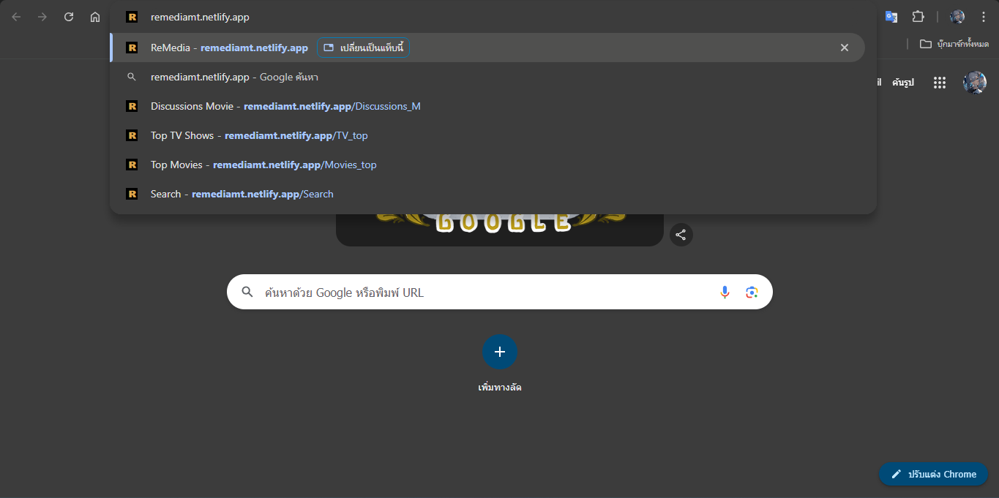 R remediamt.netlify.app
R ReMedia - remediamt.netlify.app เปลี่ยนเป็นแท็บนี้
remediamt.netlify.app - Google ค้นหา
R Discussions Movie - remediamt.netlify.app/Discussions_M
R Top TV Shows - remediamt.netlify.app/TV_top
R Top Movies - remediamt.netlify.app/Movies_top
R Search - remediamt.netlify.app/Search
บุ๊กมาร์กทั้งหมด
il ค้นรูป
GOOGLE
ค้นหาด้วย Google หรือพิมพ์ URL
เพิ่มทางลัด
ปรับแต่ง Chrome